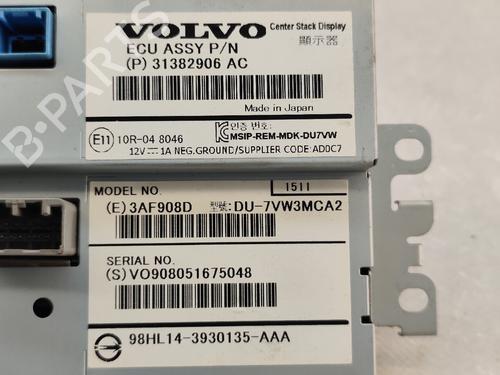 VOLVO Center Stack Display
ECU ASSY P/N 顯示器
(P) 31382906 AC
Made in Japan
E11 10R-04 8046 인증 번호: MSIP-REM-MDK-DU7VW
12V⎓1A NEG.GROUND/SUPPLIER CODE:AD0C7
MODEL NO. 1511
(E)3AF908D 型號:DU-7VW3MCA2
SERIAL NO.
(S)VO908051675048
98HL14-3930135-AAA
B-PARTS